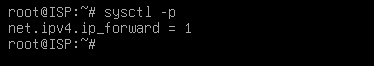 root@ISP:~# sysctl -p
net.ipv4.ip_forward = 1
root@ISP:~#